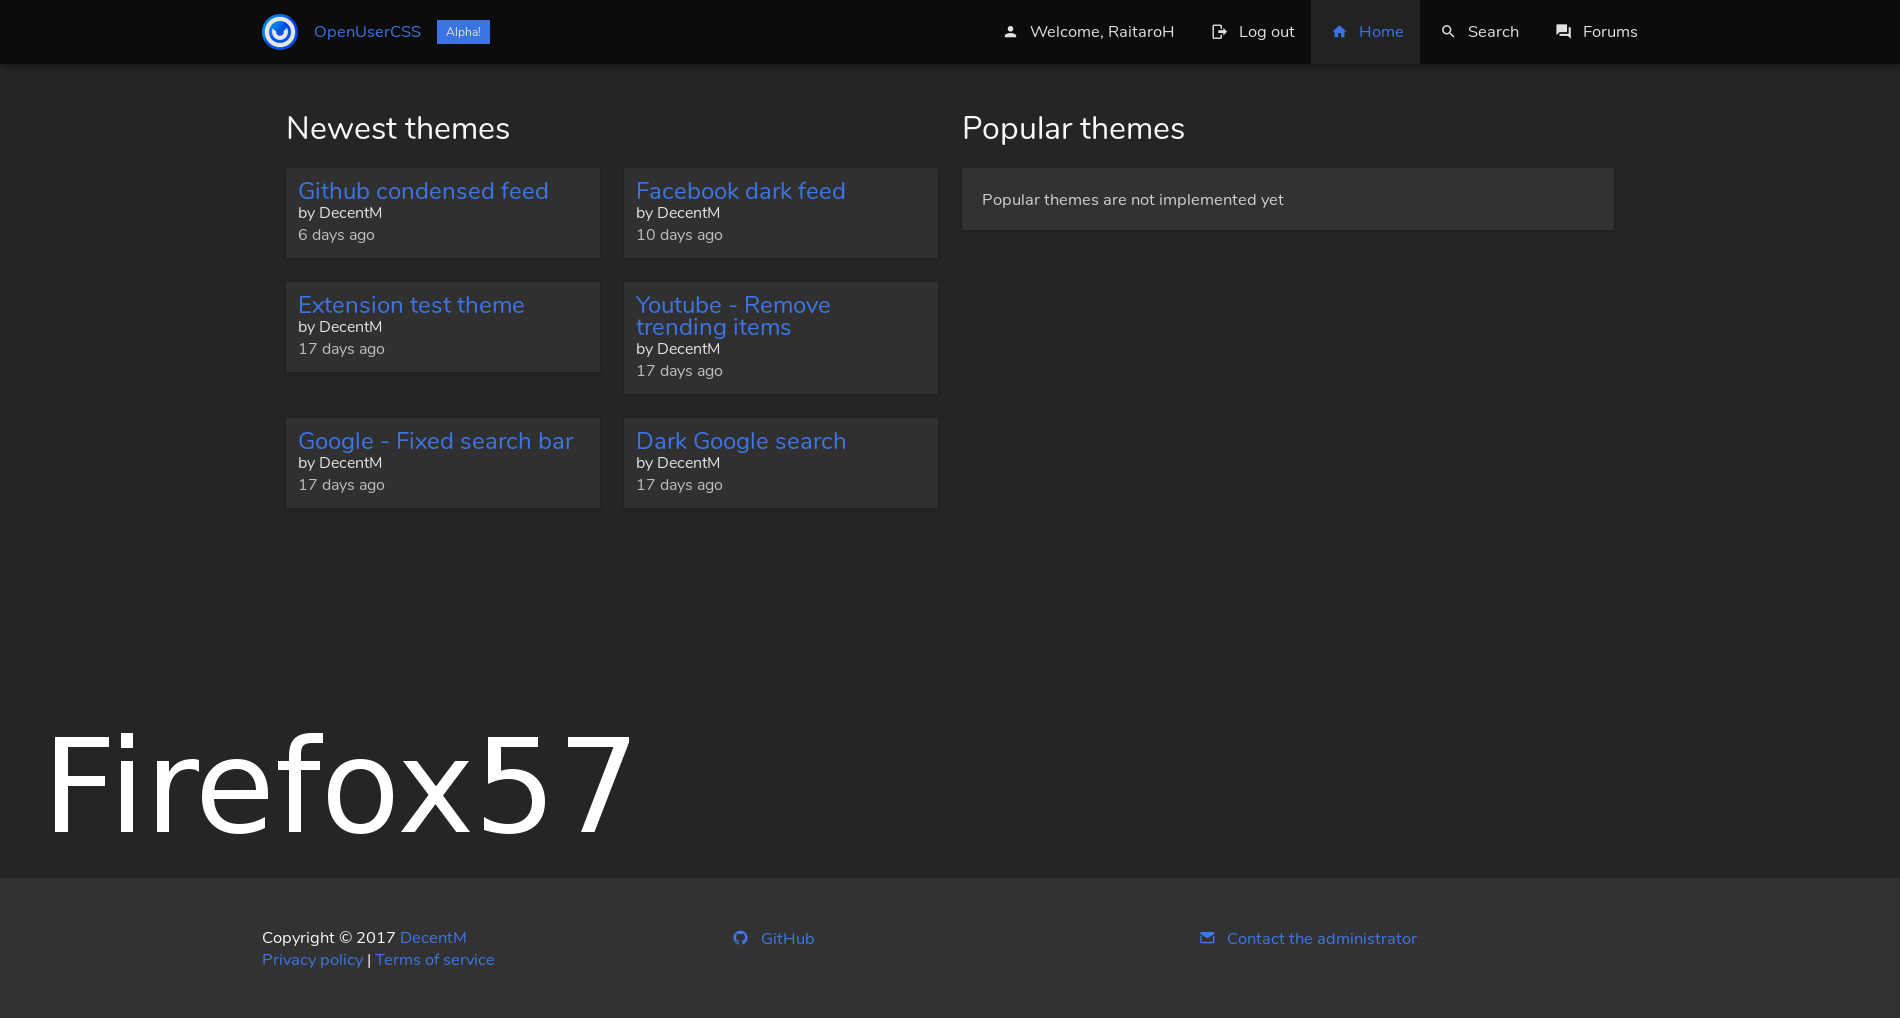 OpenUserCSS Alpha! Welcome, RaitaroH Log out Home Search Forums
Newest themes
Github condensed feed
by DecentM
6 days ago
Facebook dark feed
by DecentM
10 days ago
Extension test theme
by DecentM
17 days ago
Youtube - Remove
trending items
by DecentM
17 days ago
Google - Fixed search bar
by DecentM
17 days ago
Dark Google search
by DecentM
17 days ago
Popular themes
Popular themes are not implemented yet
Firefox57
Copyright © 2017 DecentM
Privacy policy | Terms of service
GitHub
Contact the administrator